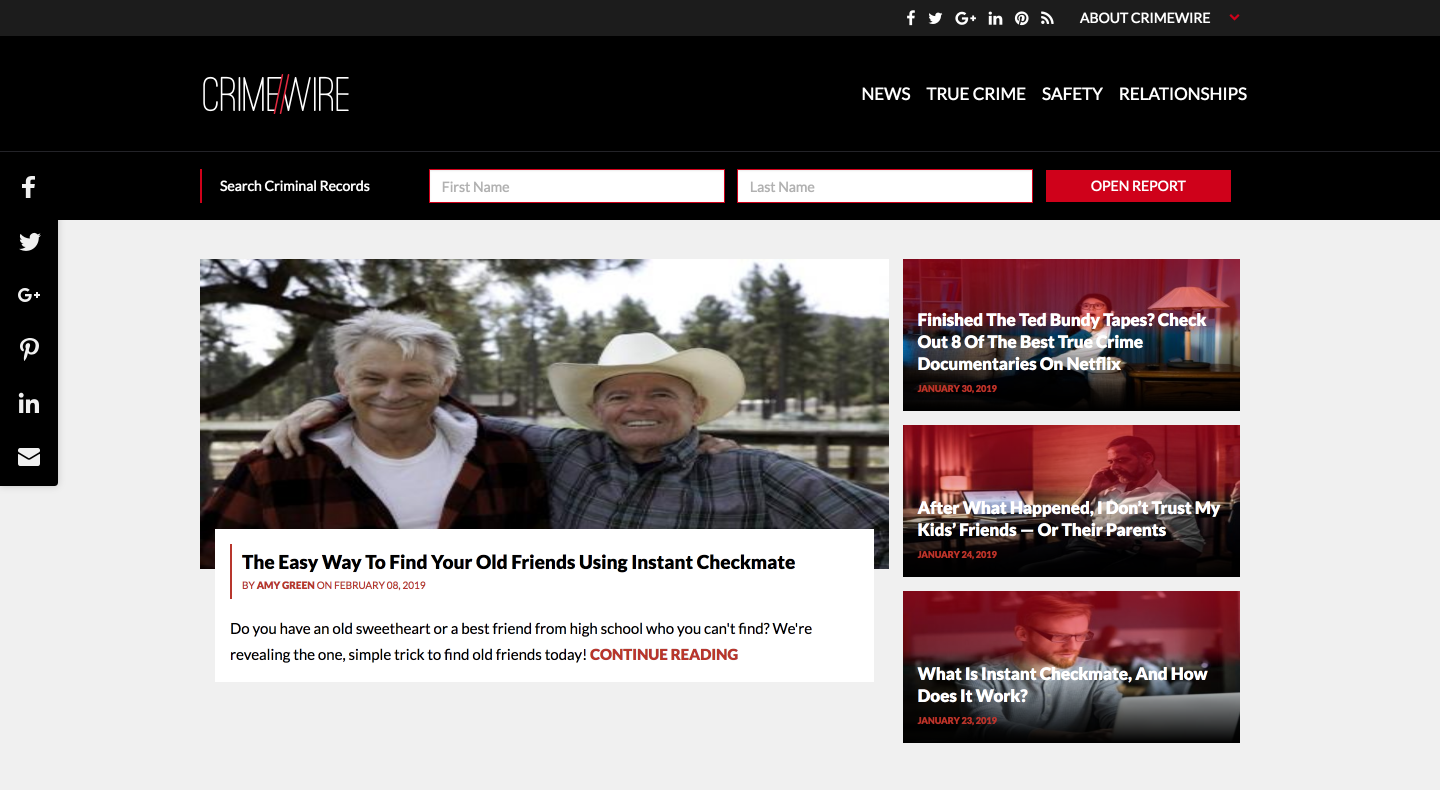 ABOUT CRIMEWIRE
CRIME//WIRE
NEWS TRUE CRIME SAFETY RELATIONSHIPS
Search Criminal Records First Name Last Name OPEN REPORT
The Easy Way To Find Your Old Friends Using Instant Checkmate
BY AMY GREEN ON FEBRUARY 08, 2019
Do you have an old sweetheart or a best friend from high school who you can't find? We're
revealing the one, simple trick to find old friends today! CONTINUE READING
Finished The Ted Bundy Tapes? Check
Out 8 Of The Best True Crime
Documentaries On Netflix
JANUARY 30, 2019
After What Happened, I Don't Trust My
Kids' Friends — Or Their Parents
JANUARY 24, 2019
What Is Instant Checkmate, And How
Does It Work?
JANUARY 23, 2019